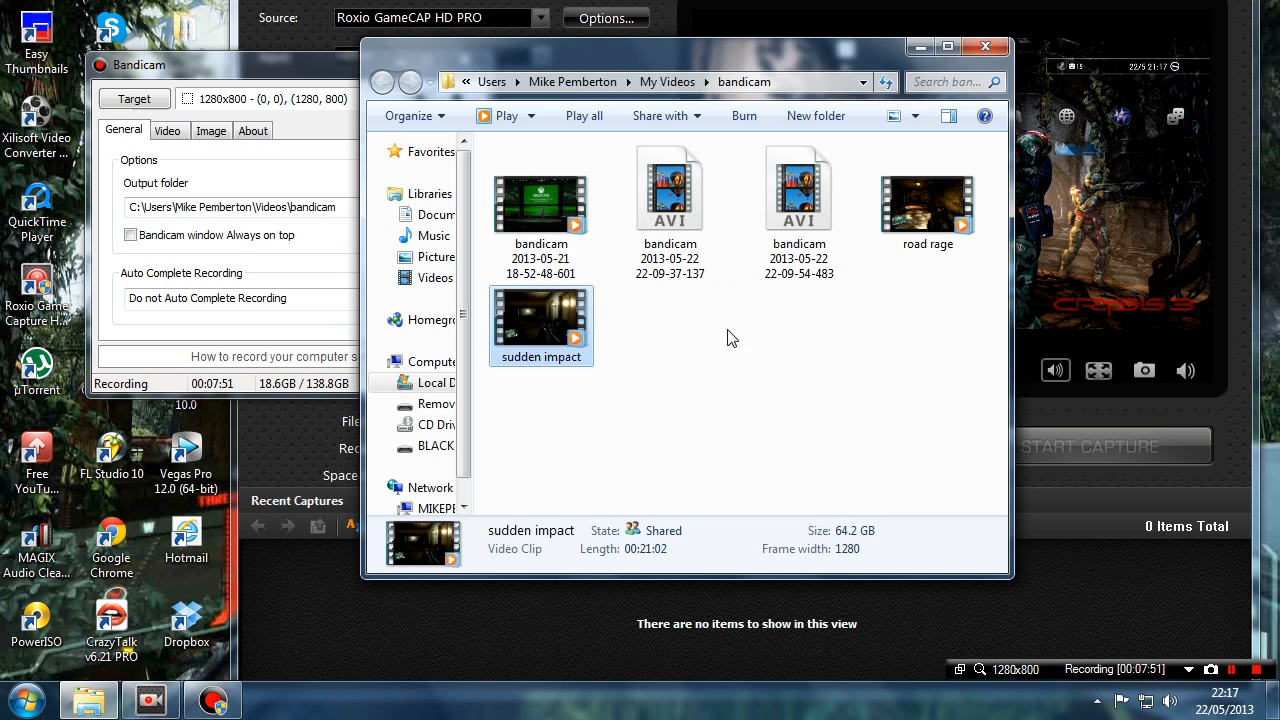 Easy
Thumbnails
Xilisoft Video
Converter ...
QuickTime
Player
Roxio Game
Capture H...
µTorrent
10.0
Free
YouTu...
FL Studio 10
Vegas Pro
12.0 (64-bit)
MAGIX
Audio Clea...
Google
Chrome
Hotmail
PowerISO
CrazyTalk
v6.21 PRO
Dropbox
Bandicam
Target
1280x800 - (0, 0), (1280, 800)
General
Video
Image
About
Options
Output folder
C:\Users\Mike Pemberton\Videos\bandicam
Bandicam window Always on top
Auto Complete Recording
Do not Auto Complete Recording
How to record your computer s
Recording
00:07:51
18.6GB / 138.8GB
Source:
Roxio GameCAP HD PRO
Options...
« Users
Mike Pemberton
My Videos
bandicam
Search ban...
Organize
Play
Play all
Share with
Burn
New folder
Favorites
Libraries
Docum
Music
Picture
Videos
Homegr
Compute
Local D
Remov
CD Driv
BLACK
Network
MIKEPE
bandicam
2013-05-21
18-52-48-601
AVI
bandicam
2013-05-22
22-09-37-137
AVI
bandicam
2013-05-22
22-09-54-483
road rage
sudden impact
sudden impact
State:
Shared
Size: 64.2 GB
Video Clip
Length: 00:21:02
Frame width: 1280
22/5 21:17
CRYSIS 3
START CAPTURE
File
Rec
Space
Recent Captures
0 Items Total
There are no items to show in this view
1280x800
Recording [00:07:51]
22:17
22/05/2013